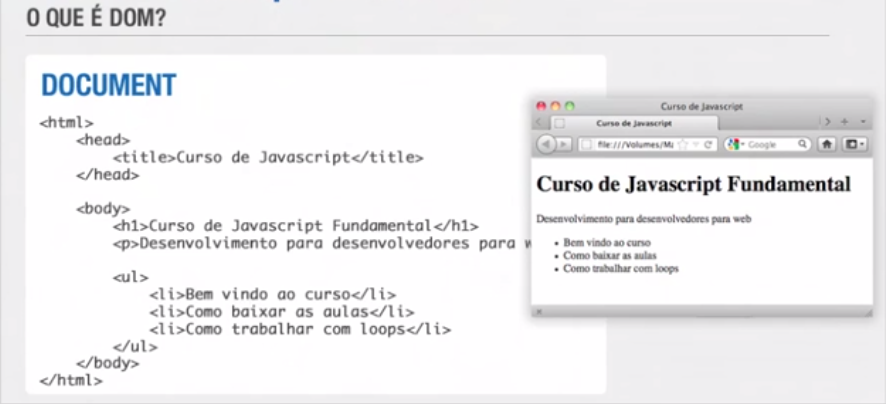 O QUE É DOM?
DOCUMENT
<html>
<head>
<title>Curso de Javascript</title>
</head>
<body>
<h1>Curso de Javascript Fundamental</h1>
<p>Desenvolvimento para desenvolvedores para
<ul>
<li>Bem vindo ao curso</li>
<li>Como baixar as aulas</li>
<li>Como trabalhar com loops</li>
</ul>
</body>
</html>
Curso de Javascript
Curso de Javascript
file:///Volumes/Ma
Google
Curso de Javascript Fundamental
Desenvolvimento para desenvolvedores para web
• Bem vindo ao curso
• Como baixar as aulas
• Como trabalhar com loops